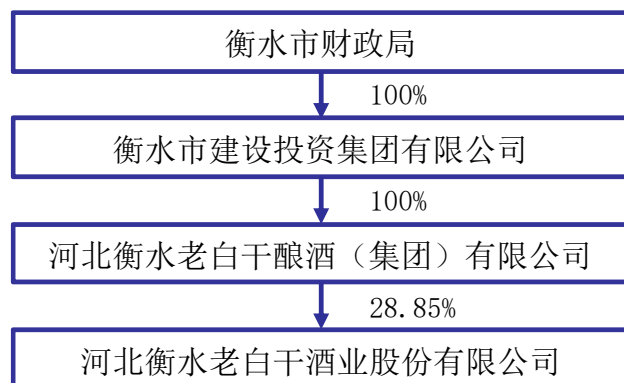 衡水市财政局
100%
衡水市建设投资集团有限公司
100%
河北衡水老白干酿酒（集团）有限公司
28.85%
河北衡水老白干酒业股份有限公司